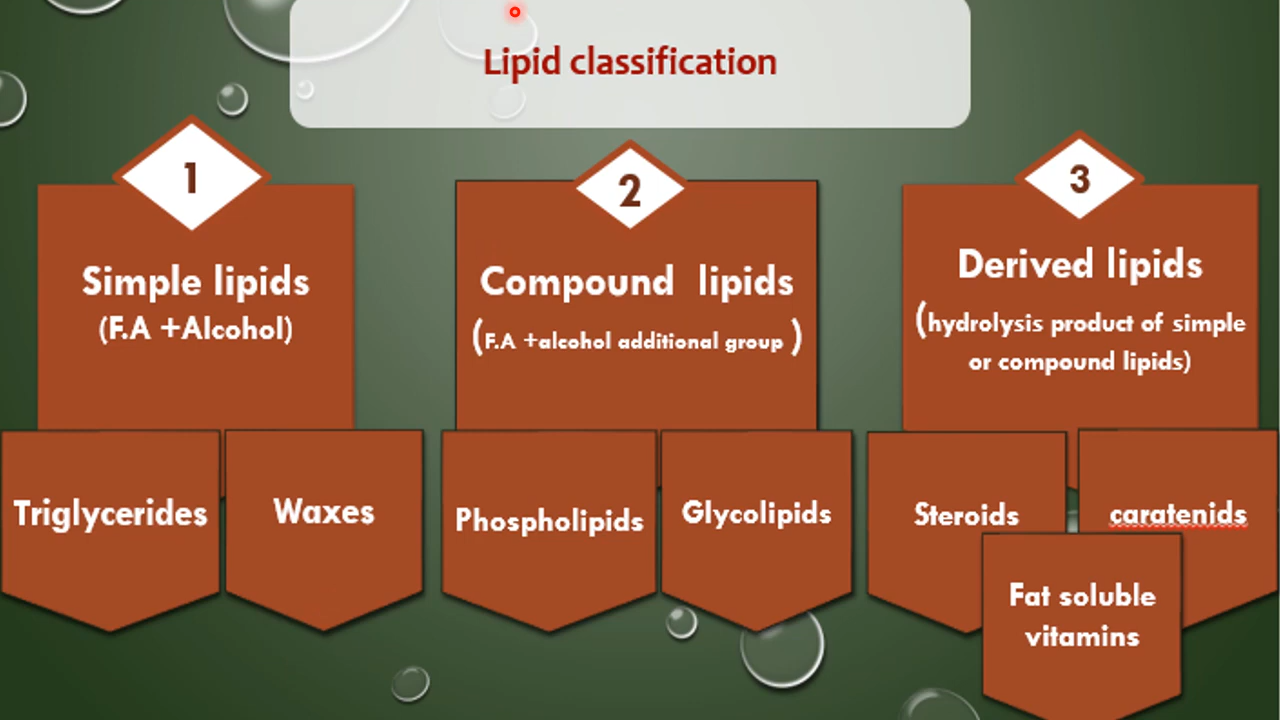 Lipid classification
1
Simple lipids
(F.A +Alcohol)
Triglycerides
Waxes
2
Compound lipids
(F.A +alcohol additional group )
Phospholipids
Glycolipids
3
Derived lipids
(hydrolysis product of simple
or compound lipids)
Steroids
caratenids
Fat soluble
vitamins